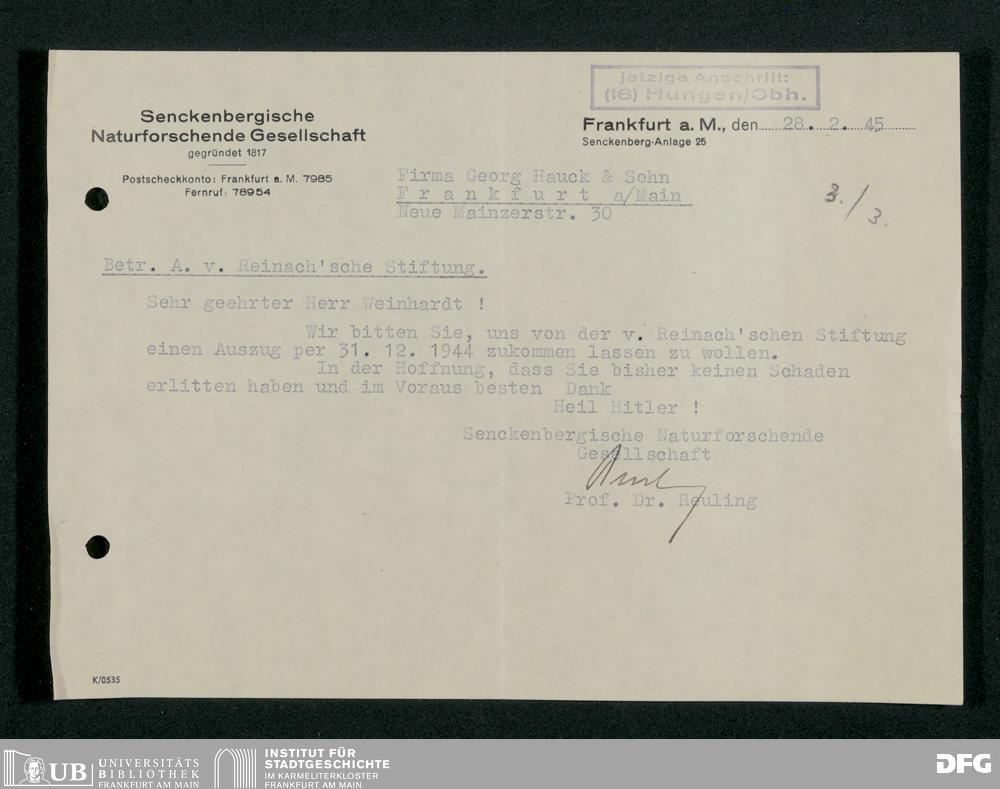 jetzige Anschrift:
(16) Hungen/Obh.
Senckenbergische
Naturforschende Gesellschaft
gegründet 1817
Postscheckkonto: Frankfurt a. M. 7985
Fernruf: 78954
Frankfurt a. M., den 28. 2. 45
Senckenberg-Anlage 25
Firma Georg Hauck & Sohn
F r a n k f u r t a/Main
Neue Mainzerstr. 30
3./3.
Betr. A. v. Reinach'sche Stiftung.
Sehr geehrter Herr Weinhardt !
Wir bitten Sie, uns von der v. Reinach'schen Stiftung
einen Auszug per 31. 12. 1944 zukommen lassen zu wollen.
In der Hoffnung, dass Sie bisher keinen Schaden
erlitten haben und im Voraus besten Dank
Heil Hitler !
Senckenbergische Naturforschende
Gesellschaft
Prof. Dr. Reuling
K/0535
UB UNIVERSITÄTS
BIBLIOTHEK
FRANKFURT AM MAIN
INSTITUT FÜR
STADTGESCHICHTE
IM KARMELITERKLOSTER
FRANKFURT AM MAIN
DFG